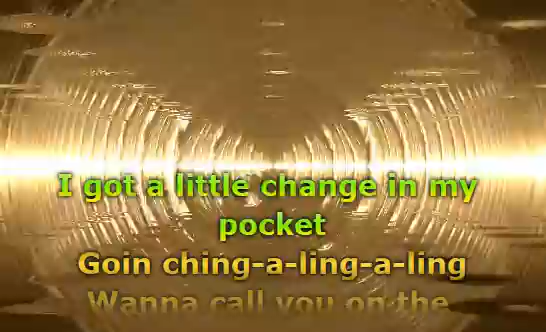 I got a little change in my
pocket
Goin ching-a-ling-a-ling
Wanna call you on the